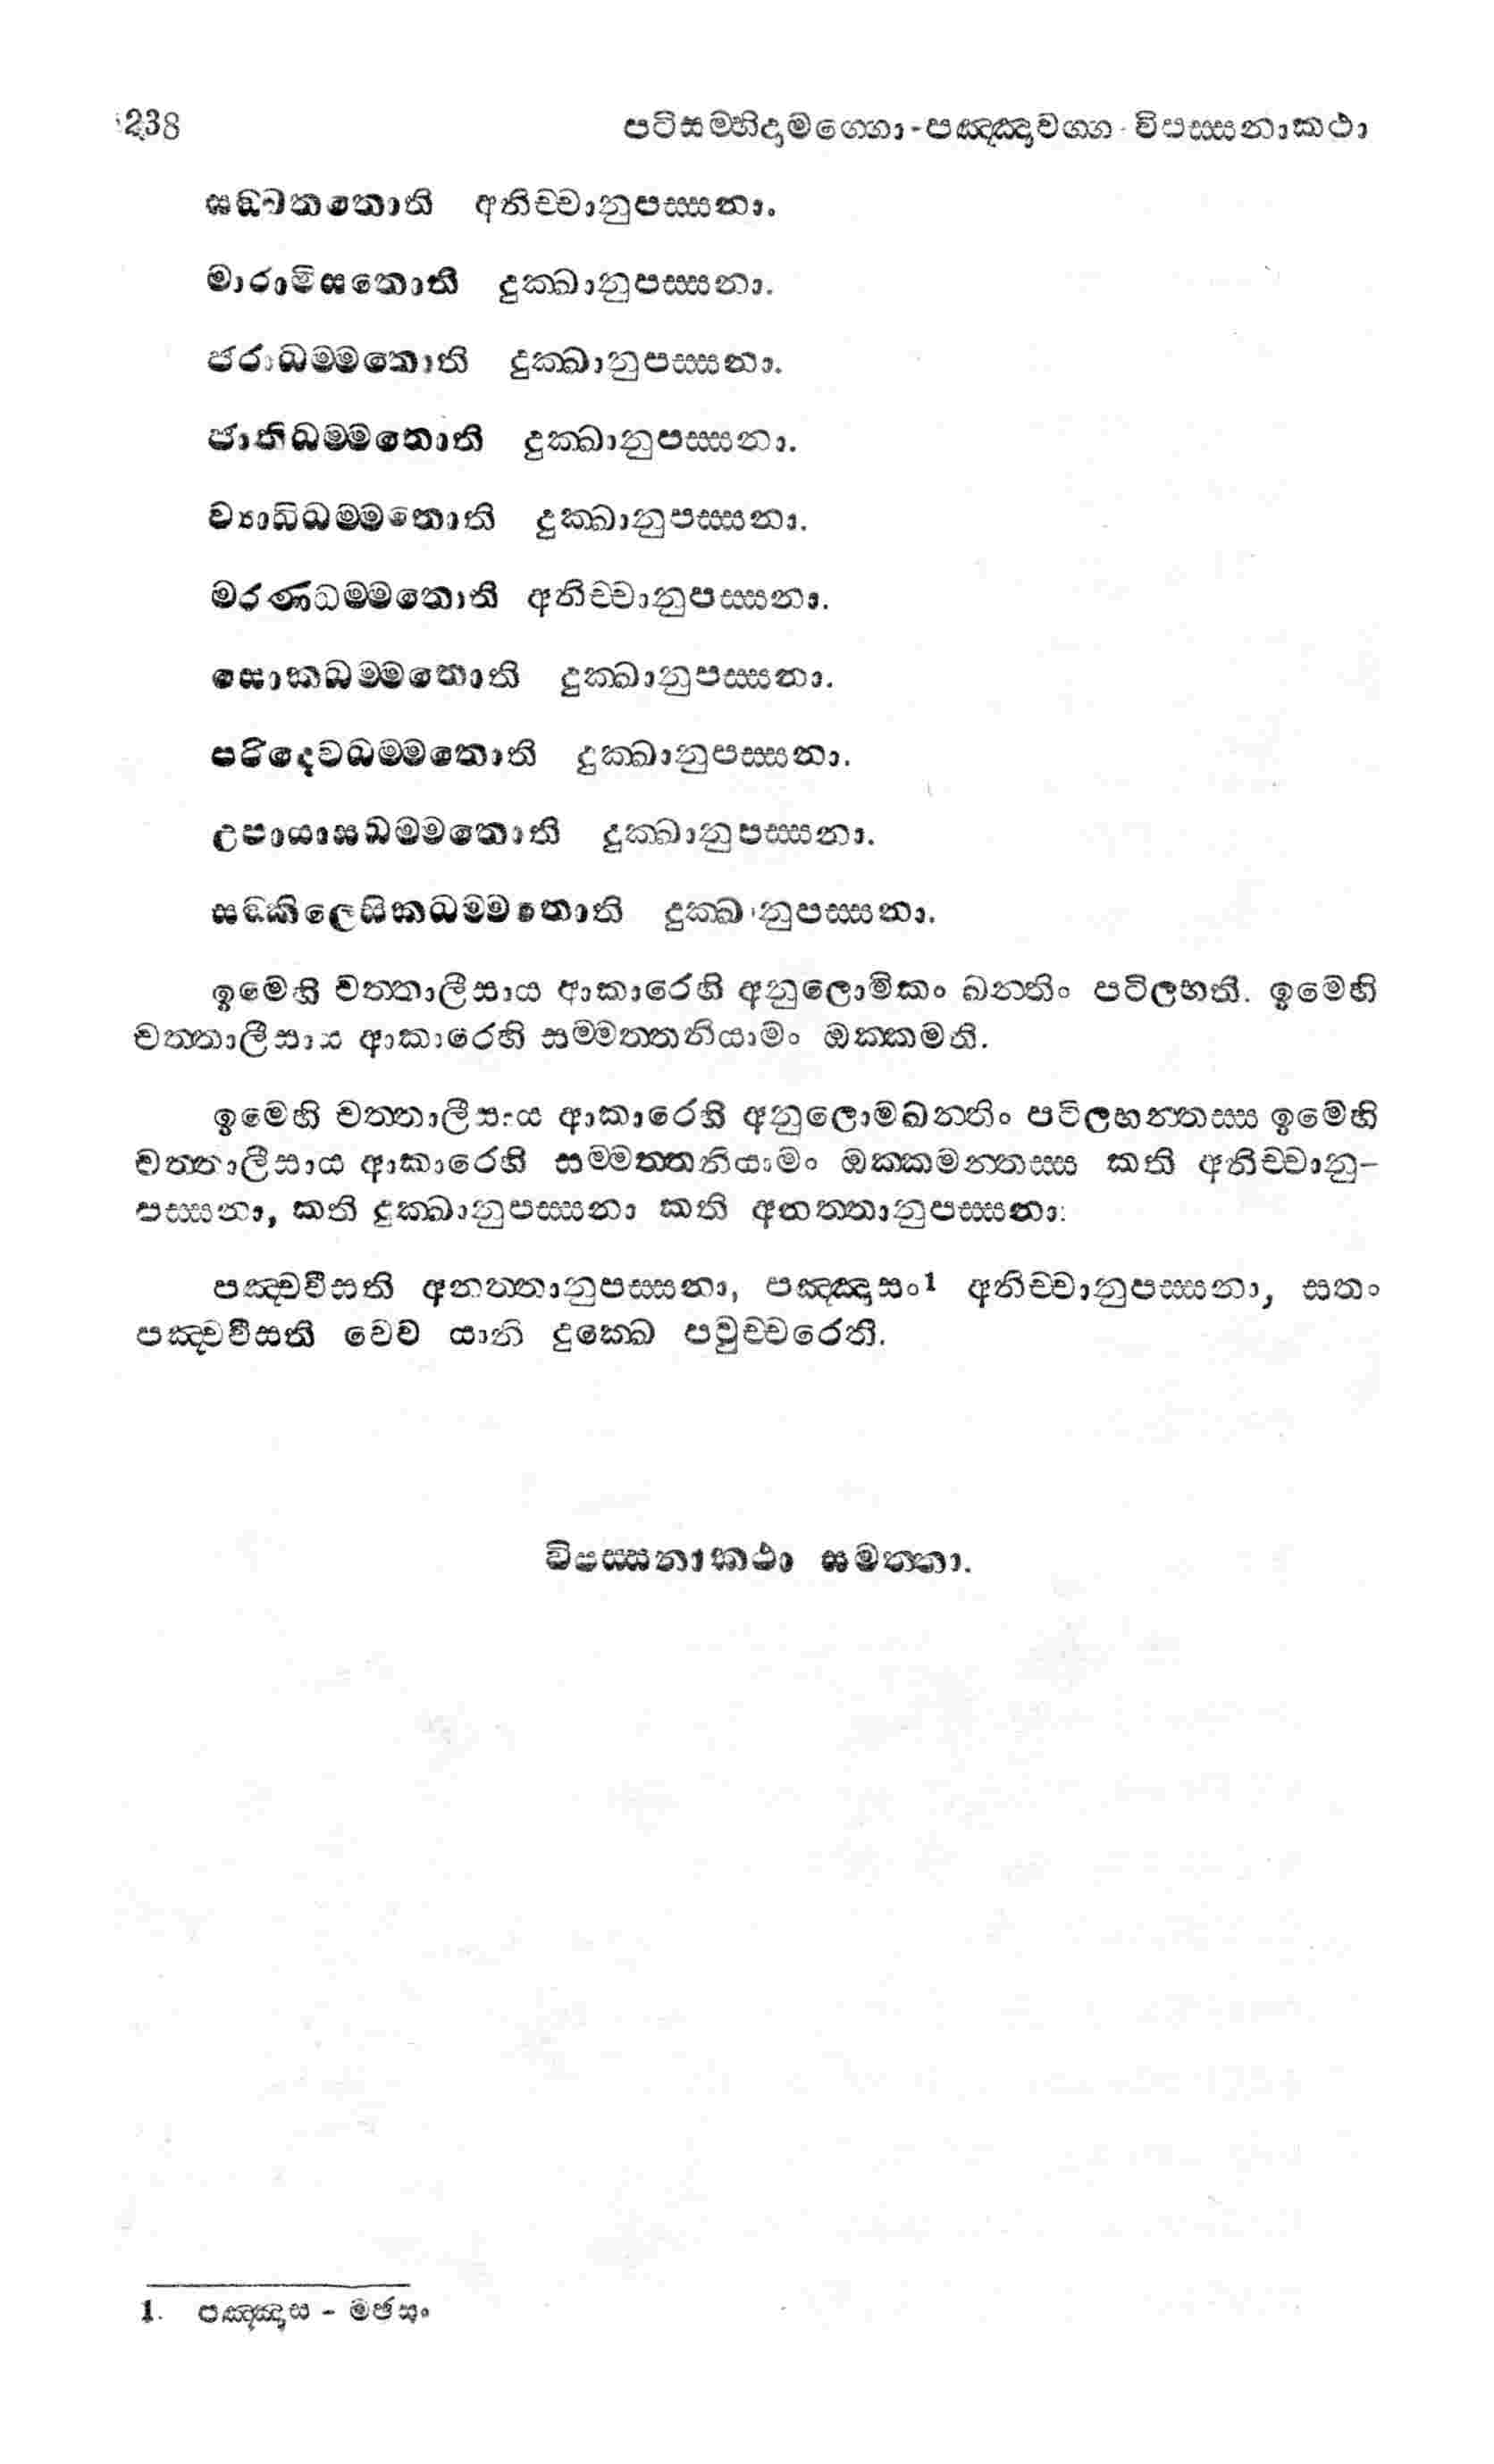 238 පටිසම්භිදාමග්ගො-පඤ්ඤාවග්ග - විපස්සනාකථා
සඞ්ඛතතොති අනිච්චානුපස්සනා.
මාරාමිසතොති දුක්ඛානුපස්සනා.
ජරාධම්මතොති දුක්ඛානුපස්සනා.
ජාතිධම්මතොති දුක්ඛානුපස්සනා.
ව්‍යාධිධම්මතොති දුක්ඛානුපස්සනා.
මරණධම්මතොති අනිච්චානුපස්සනා.
සොකධම්මතොති දුක්ඛානුපස්සනා.
පරිදෙවධම්මතොති දුක්ඛානුපස්සනා.
උපායාසධම්මතොති දුක්ඛානුපස්සනා.
සඞ්කිලෙසිකධම්මතොති දුක්ඛානුපස්සනා.
ඉමෙහි චත්තාලීසාය ආකාරෙහි අනුලොමිකං ඛන්තිං පටිලභති. ඉමෙහි
චත්තාලීසාය ආකාරෙහි සම්මත්තනියාමං ඔක්කමති.
ඉමෙහි චත්තාලීසාය ආකාරෙහි අනුලොමඛන්තිං පටිලභන්තස්ස ඉමෙහි
චත්තාලීසාය ආකාරෙහි සම්මත්තනියාමං ඔක්කමන්තස්ස කති අනිච්චානු-
පස්සනා, කති දුක්ඛානුපස්සනා කති අනත්තානුපස්සනා:
පඤ්චවීසති අනත්තානුපස්සනා, පඤ්ඤාසං1 අනිච්චානුපස්සනා, සතං
පඤ්චවීසති චෙව යානි දුක්ඛෙ පවුච්චරෙති.
විපස්සනාකථා සමත්තා.
1. පඤ්ඤාස - මජසං